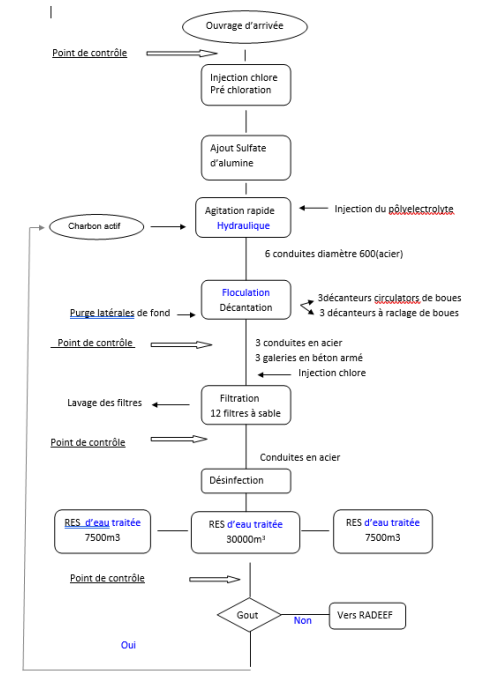 Ouvrage d'arrivée
Point de contrôle
Injection chlore
Pré chloration
Ajout Sulfate
d'alumine
Agitation rapide
Hydraulique
Injection du pôlyelectrolyte
Charbon actif
6 conduites diamètre 600(acier)
Floculation
Décantation
3décanteurs circulators de boues
3 décanteurs à raclage de boues
Purge latérales de fond
Point de contrôle
3 conduites en acier
3 galeries en béton armé
Injection chlore
Filtration
12 filtres à sable
Lavage des filtres
Point de contrôle
Conduites en acier
Désinfection
RES d'eau traitée
7500m3
RES d'eau traitée
30000m³
RES d'eau traitée
7500m3
Point de contrôle
Gout
Non
Vers RADEEF
Oui